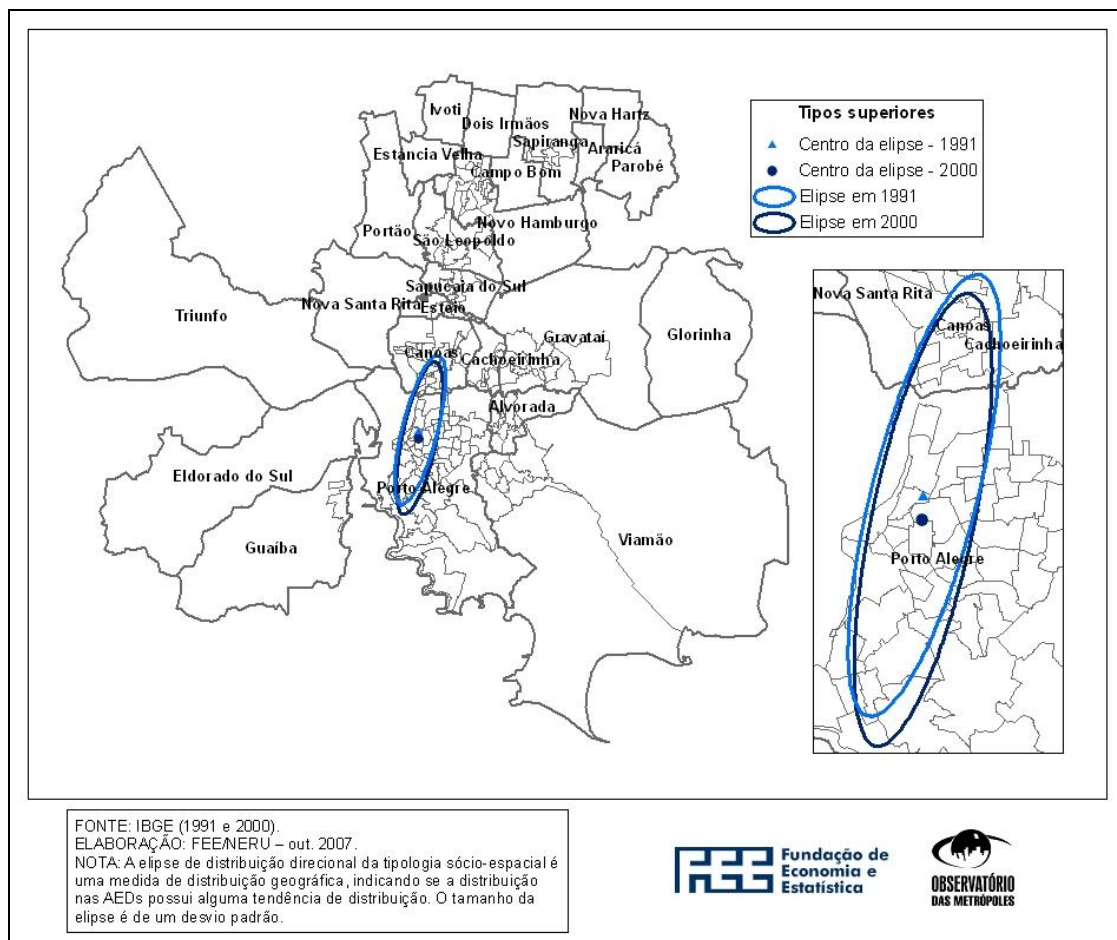 Ivoti
Dois Irmãos
Nova Hartz
Sapiranga
Araricá
Estância Velha
Campo Bom
Parobé
Novo Hamburgo
Portão
São Leopoldo
Sapucaia do Sul
Nova Santa Rita
Esteio
Triunfo
Gravataí
Glorinha
Canoas
Cachoeirinha
Alvorada
Eldorado do Sul
Porto Alegre
Guaíba
Viamão
Tipos superiores
Centro da elipse - 1991
Centro da elipse - 2000
Elipse em 1991
Elipse em 2000
Nova Santa Rita
Canoas
Cachoeirinha
Porto Alegre
FONTE: IBGE (1991 e 2000).
ELABORAÇÃO: FEE/NERU – out. 2007.
NOTA: A elipse de distribuição direcional da tipologia sócio-espacial é
uma medida de distribuição geográfica, indicando se a distribuição
nas AEDs possui alguma tendência de distribuição. O tamanho da
elipse é de um desvio padrão.
FEE
Fundação de
Economia e
Estatística
OBSERVATÓRIO
DAS METRÓPOLES